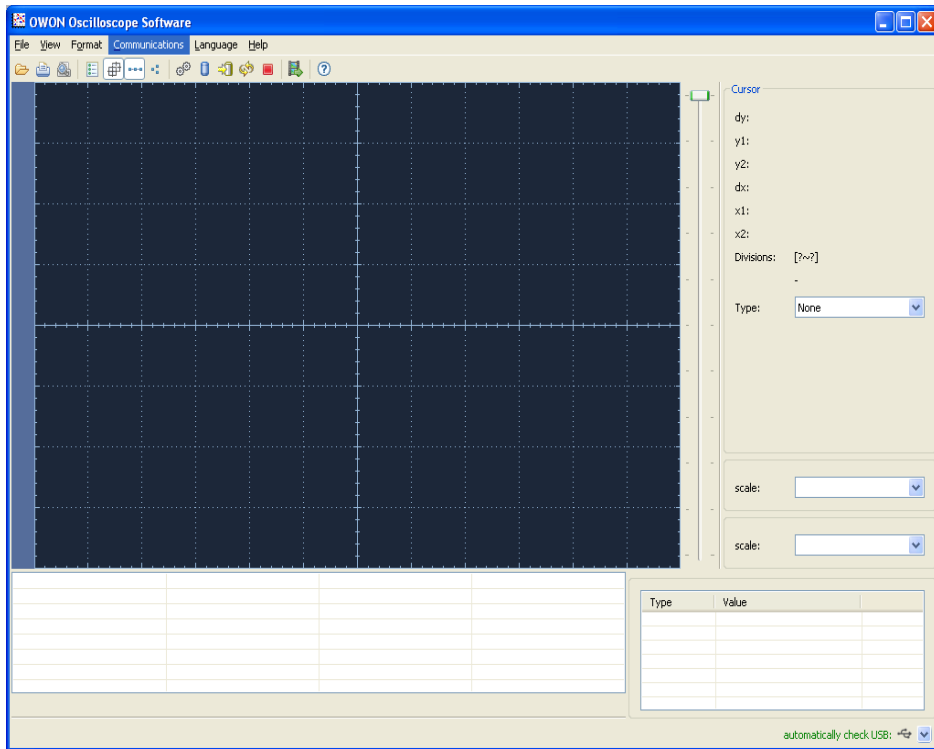 OWON Oscilloscope Software
File View Format Communications Language Help
Cursor
dy:
y1:
y2:
dx:
x1:
x2:
Divisions: [?~?]
-
Type: None
scale:
scale:
Type Value
automatically check USB: